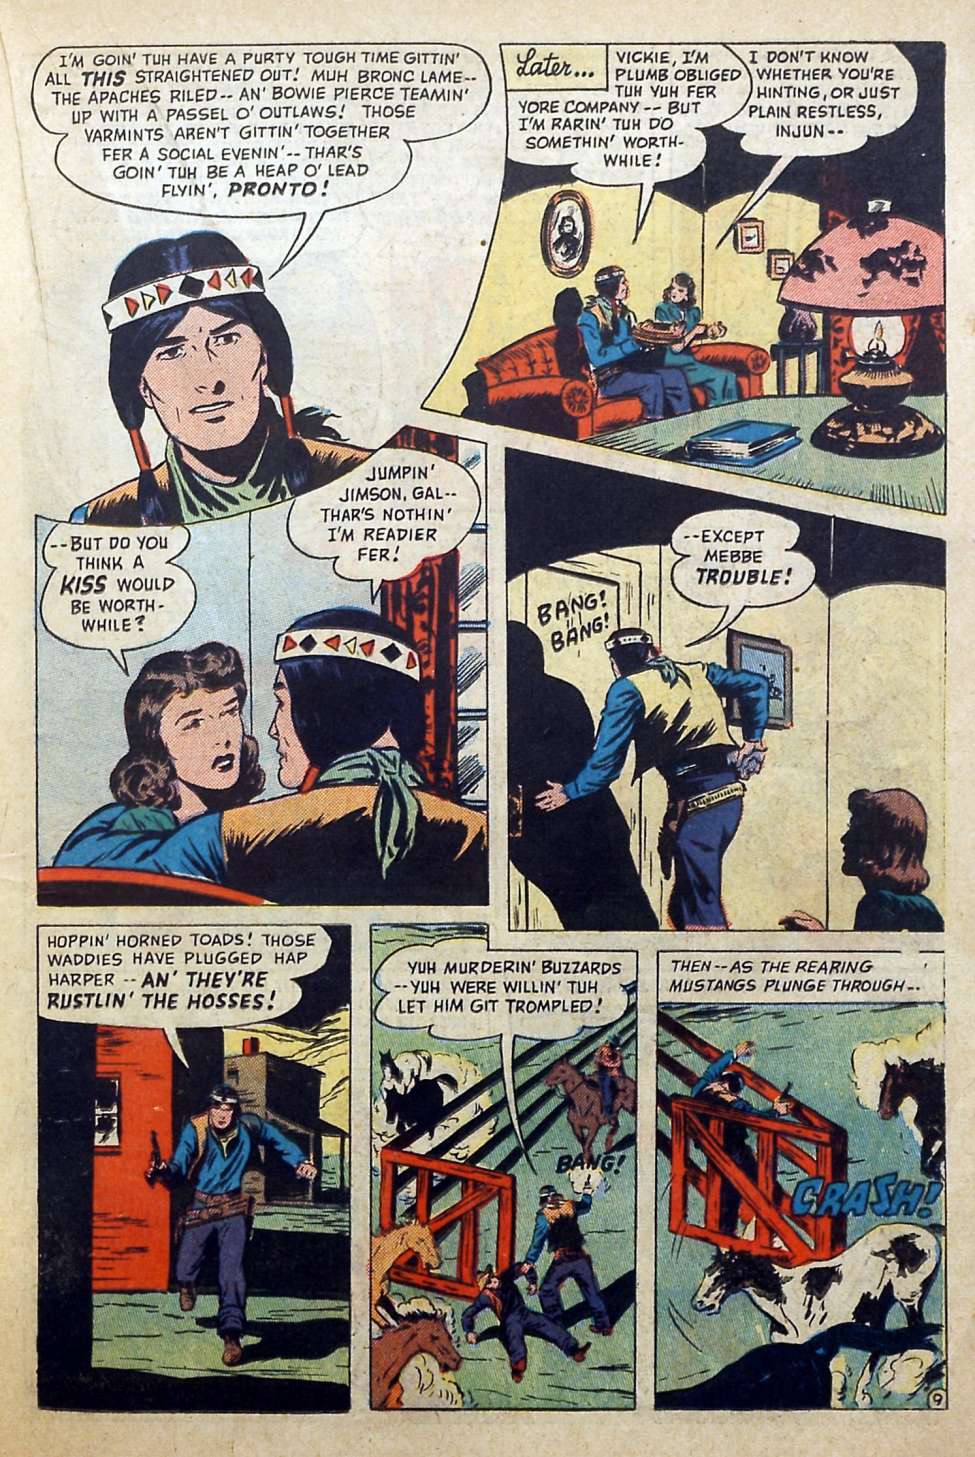 I'M GOIN' TUH HAVE A PURTY TOUGH TIME GITTIN'
ALL THIS STRAIGHTENED OUT! MUH BRONC LAME--
THE APACHES RILED-- AN' BOWIE PIERCE TEAMIN'
UP WITH A PASSEL O' OUTLAWS! THOSE
VARMINTS AREN'T GITTIN' TOGETHER
FER A SOCIAL EVENIN'-- THAR'S
GOIN' TUH BE A HEAP O' LEAD
FLYIN', PRONTO!
Later...
VICKIE, I'M
PLUMB OBLIGED
TUH YUH FER
YORE COMPANY -- BUT
I'M RARIN' TUH DO
SOMETHIN' WORTH-
WHILE!
I DON'T KNOW
WHETHER YOU'RE
HINTING, OR JUST
PLAIN RESTLESS,
INJUN--
--BUT DO YOU
THINK A
KISS WOULD
BE WORTH-
WHILE?
JUMPIN'
JIMSON, GAL--
THAR'S NOTHIN'
I'M READIER
FER!
--EXCEPT
MEBBE
TROUBLE!
BANG!
BANG!
HOPPIN' HORNED TOADS! THOSE
WADDIES HAVE PLUGGED HAP
HARPER -- AN' THEY'RE
RUSTLIN' THE HOSSES!
YUH MURDERIN' BUZZARDS
--YUH WERE WILLIN' TUH
LET HIM GIT TROMPLED!
BANG!
THEN--AS THE REARING
MUSTANGS PLUNGE THROUGH--
CRASH!
9